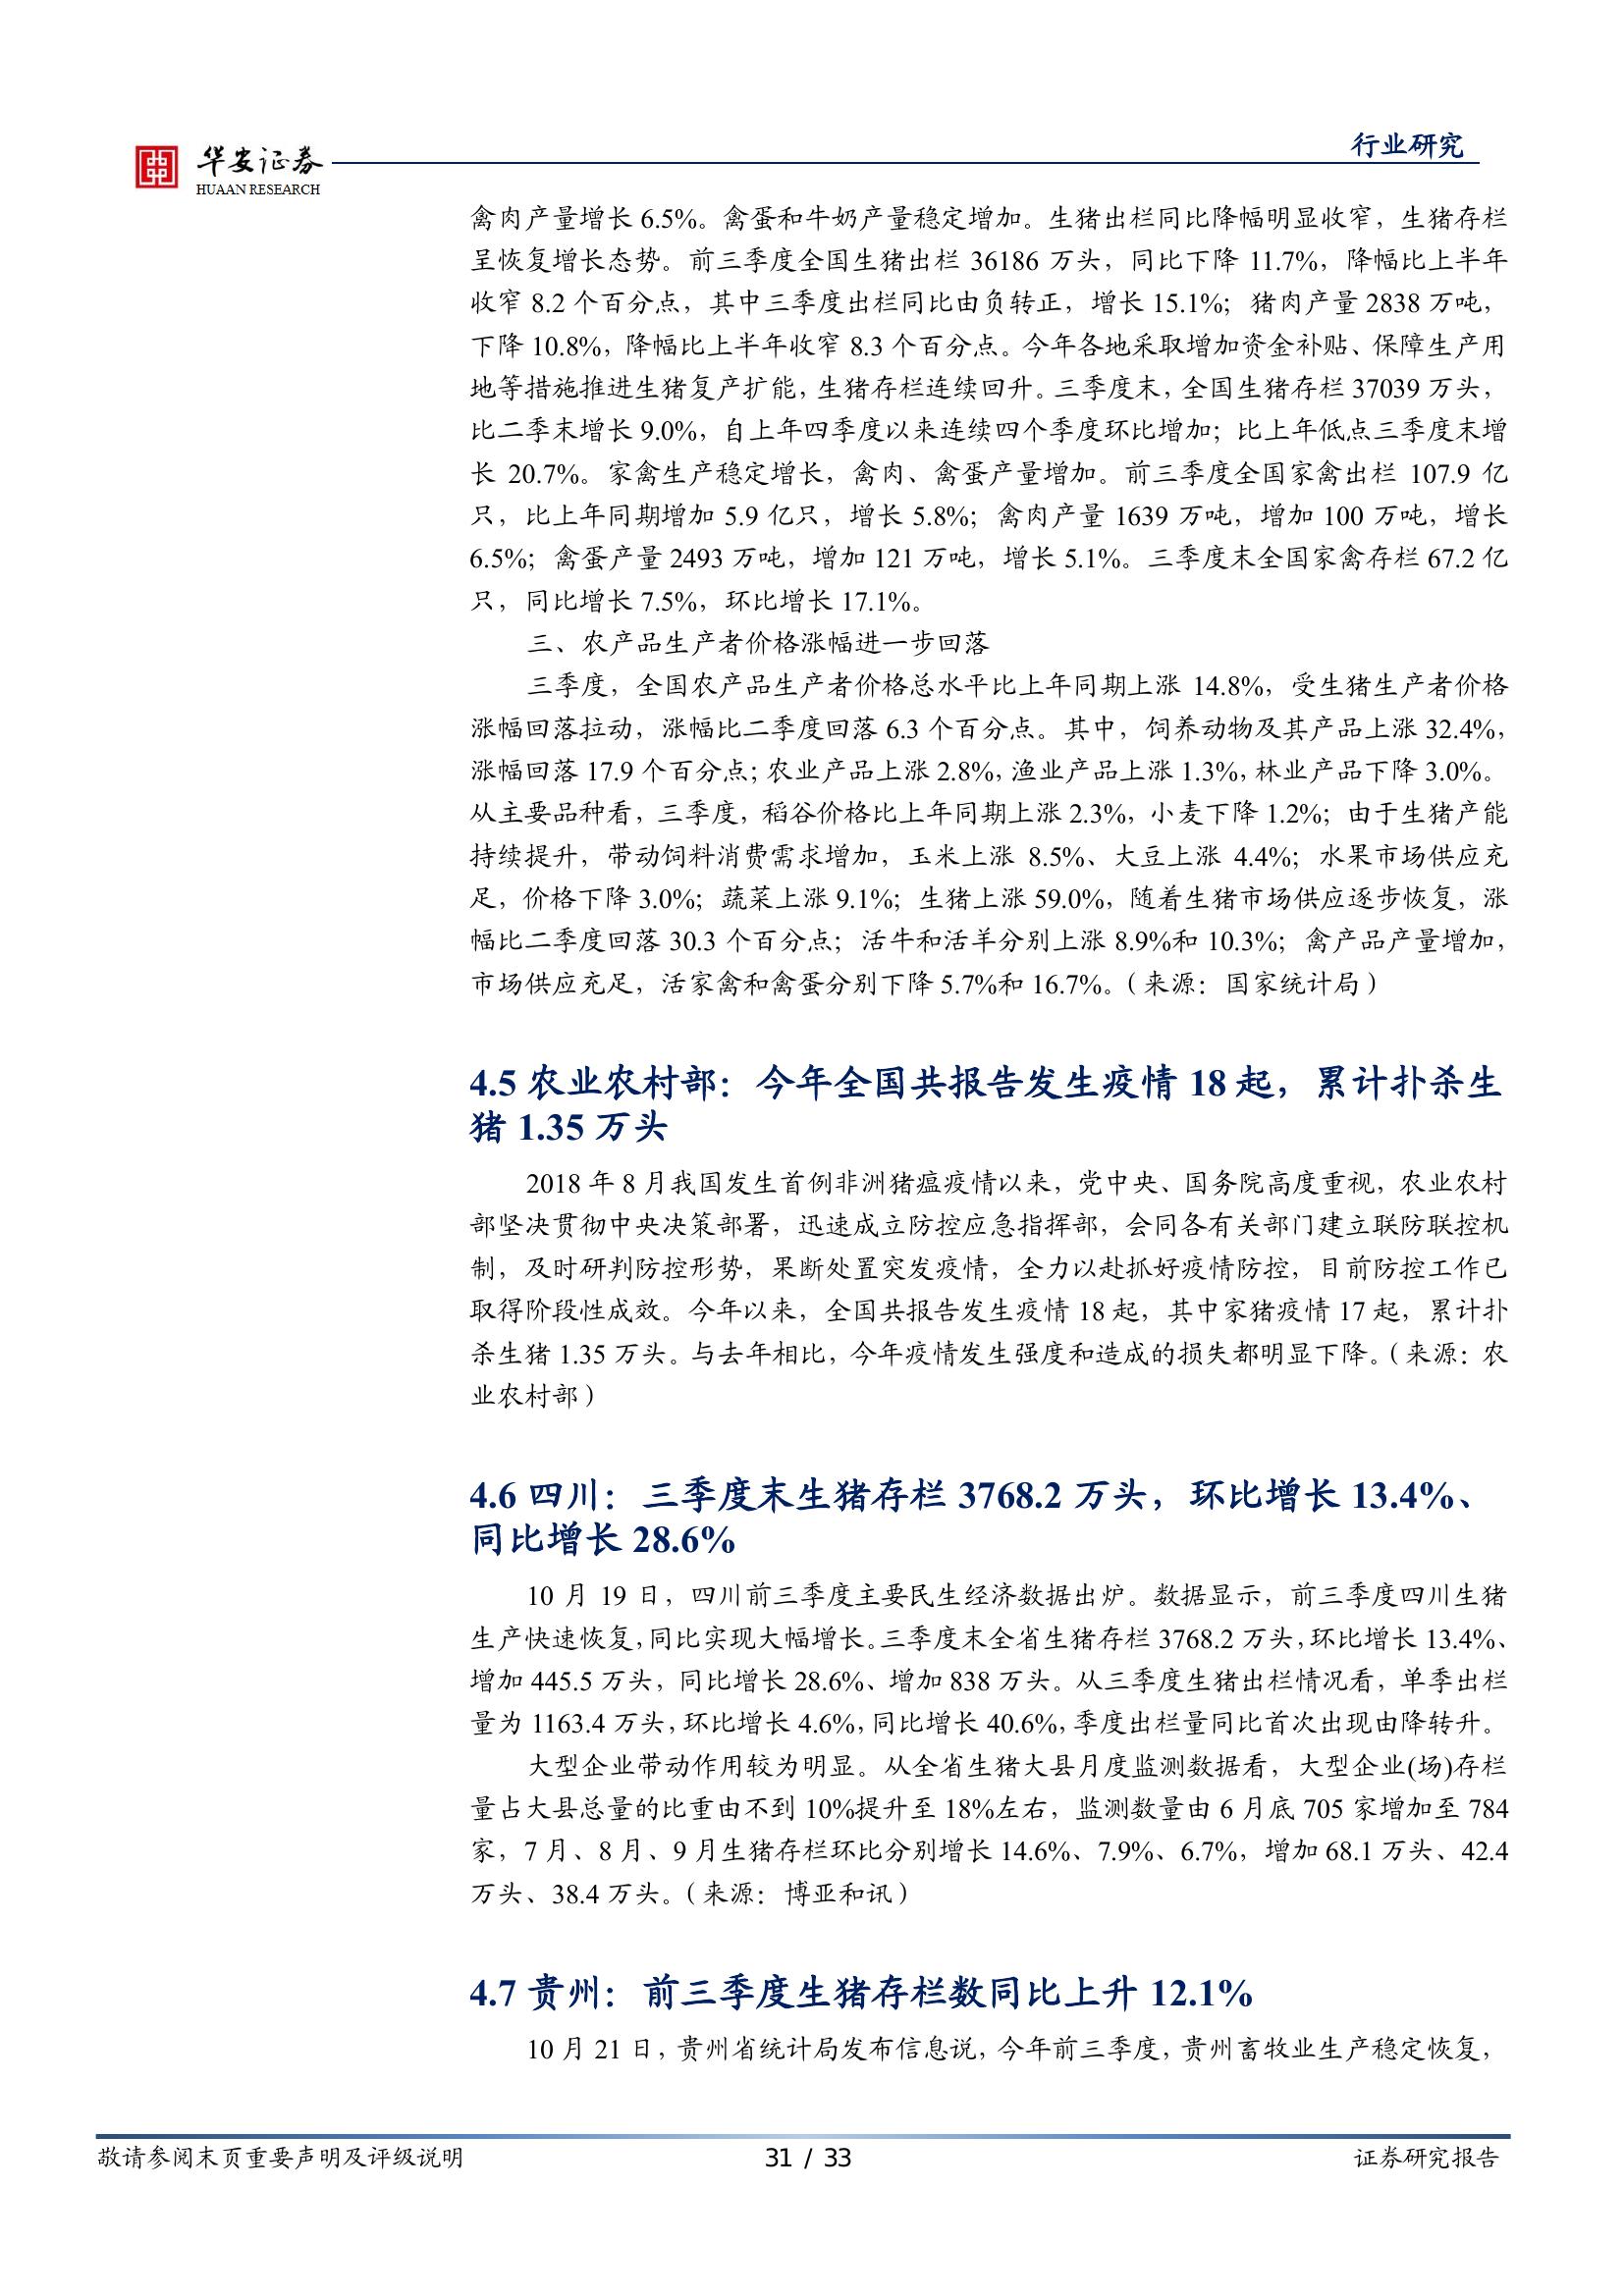 华安证券
HUAAN RESEARCH
行业研究
禽肉产量增长 6.5%。禽蛋和牛奶产量稳定增加。生猪出栏同比降幅明显收窄，生猪存栏
呈恢复增长态势。前三季度全国生猪出栏 36186 万头，同比下降 11.7%，降幅比上半年
收窄 8.2 个百分点，其中三季度出栏同比由负转正，增长 15.1%；猪肉产量 2838 万吨，
下降 10.8%，降幅比上半年收窄 8.3 个百分点。今年各地采取增加资金补贴、保障生产用
地等措施推进生猪复产扩能，生猪存栏连续回升。三季度末，全国生猪存栏 37039 万头，
比二季末增长 9.0%，自上年四季度以来连续四个季度环比增加；比上年低点三季度末增
长 20.7%。家禽生产稳定增长，禽肉、禽蛋产量增加。前三季度全国家禽出栏 107.9 亿
只，比上年同期增加 5.9 亿只，增长 5.8%；禽肉产量 1639 万吨，增加 100 万吨，增长
6.5%；禽蛋产量 2493 万吨，增加 121 万吨，增长 5.1%。三季度末全国家禽存栏 67.2 亿
只，同比增长 7.5%，环比增长 17.1%。
三、农产品生产者价格涨幅进一步回落
三季度，全国农产品生产者价格总水平比上年同期上涨 14.8%，受生猪生产者价格
涨幅回落拉动，涨幅比二季度回落 6.3 个百分点。其中，饲养动物及其产品上涨 32.4%，
涨幅回落 17.9 个百分点；农业产品上涨 2.8%，渔业产品上涨 1.3%，林业产品下降 3.0%。
从主要品种看，三季度，稻谷价格比上年同期上涨 2.3%，小麦下降 1.2%；由于生猪产能
持续提升，带动饲料消费需求增加，玉米上涨 8.5%、大豆上涨 4.4%；水果市场供应充
足，价格下降 3.0%；蔬菜上涨 9.1%；生猪上涨 59.0%，随着生猪市场供应逐步恢复，涨
幅比二季度回落 30.3 个百分点；活牛和活羊分别上涨 8.9%和 10.3%；禽产品产量增加，
市场供应充足，活家禽和禽蛋分别下降 5.7%和 16.7%。（来源：国家统计局）
4.5 农业农村部：今年全国共报告发生疫情 18 起，累计扑杀生
猪 1.35 万头
2018 年 8 月我国发生首例非洲猪瘟疫情以来，党中央、国务院高度重视，农业农村
部坚决贯彻中央决策部署，迅速成立防控应急指挥部，会同各有关部门建立联防联控机
制，及时研判防控形势，果断处置突发疫情，全力以赴抓好疫情防控，目前防控工作已
取得阶段性成效。今年以来，全国共报告发生疫情 18 起，其中家猪疫情 17 起，累计扑
杀生猪 1.35 万头。与去年相比，今年疫情发生强度和造成的损失都明显下降。（来源：农
业农村部）
4.6 四川：三季度末生猪存栏 3768.2 万头，环比增长 13.4%、
同比增长 28.6%
10 月 19 日，四川前三季度主要民生经济数据出炉。数据显示，前三季度四川生猪
生产快速恢复，同比实现大幅增长。三季度末全省生猪存栏 3768.2 万头，环比增长 13.4%、
增加 445.5 万头，同比增长 28.6%、增加 838 万头。从三季度生猪出栏情况看，单季出栏
量为 1163.4 万头，环比增长 4.6%，同比增长 40.6%，季度出栏量同比首次出现由降转升。
大型企业带动作用较为明显。从全省生猪大县月度监测数据看，大型企业(场)存栏
量占大县总量的比重由不到 10%提升至 18%左右，监测数量由 6 月底 705 家增加至 784
家，7 月、8 月、9 月生猪存栏环比分别增长 14.6%、7.9%、6.7%，增加 68.1 万头、42.4
万头、38.4 万头。（来源：博亚和讯）
4.7 贵州：前三季度生猪存栏数同比上升 12.1%
10 月 21 日，贵州省统计局发布信息说，今年前三季度，贵州畜牧业生产稳定恢复，
敬请参阅末页重要声明及评级说明
31 / 33
证券研究报告